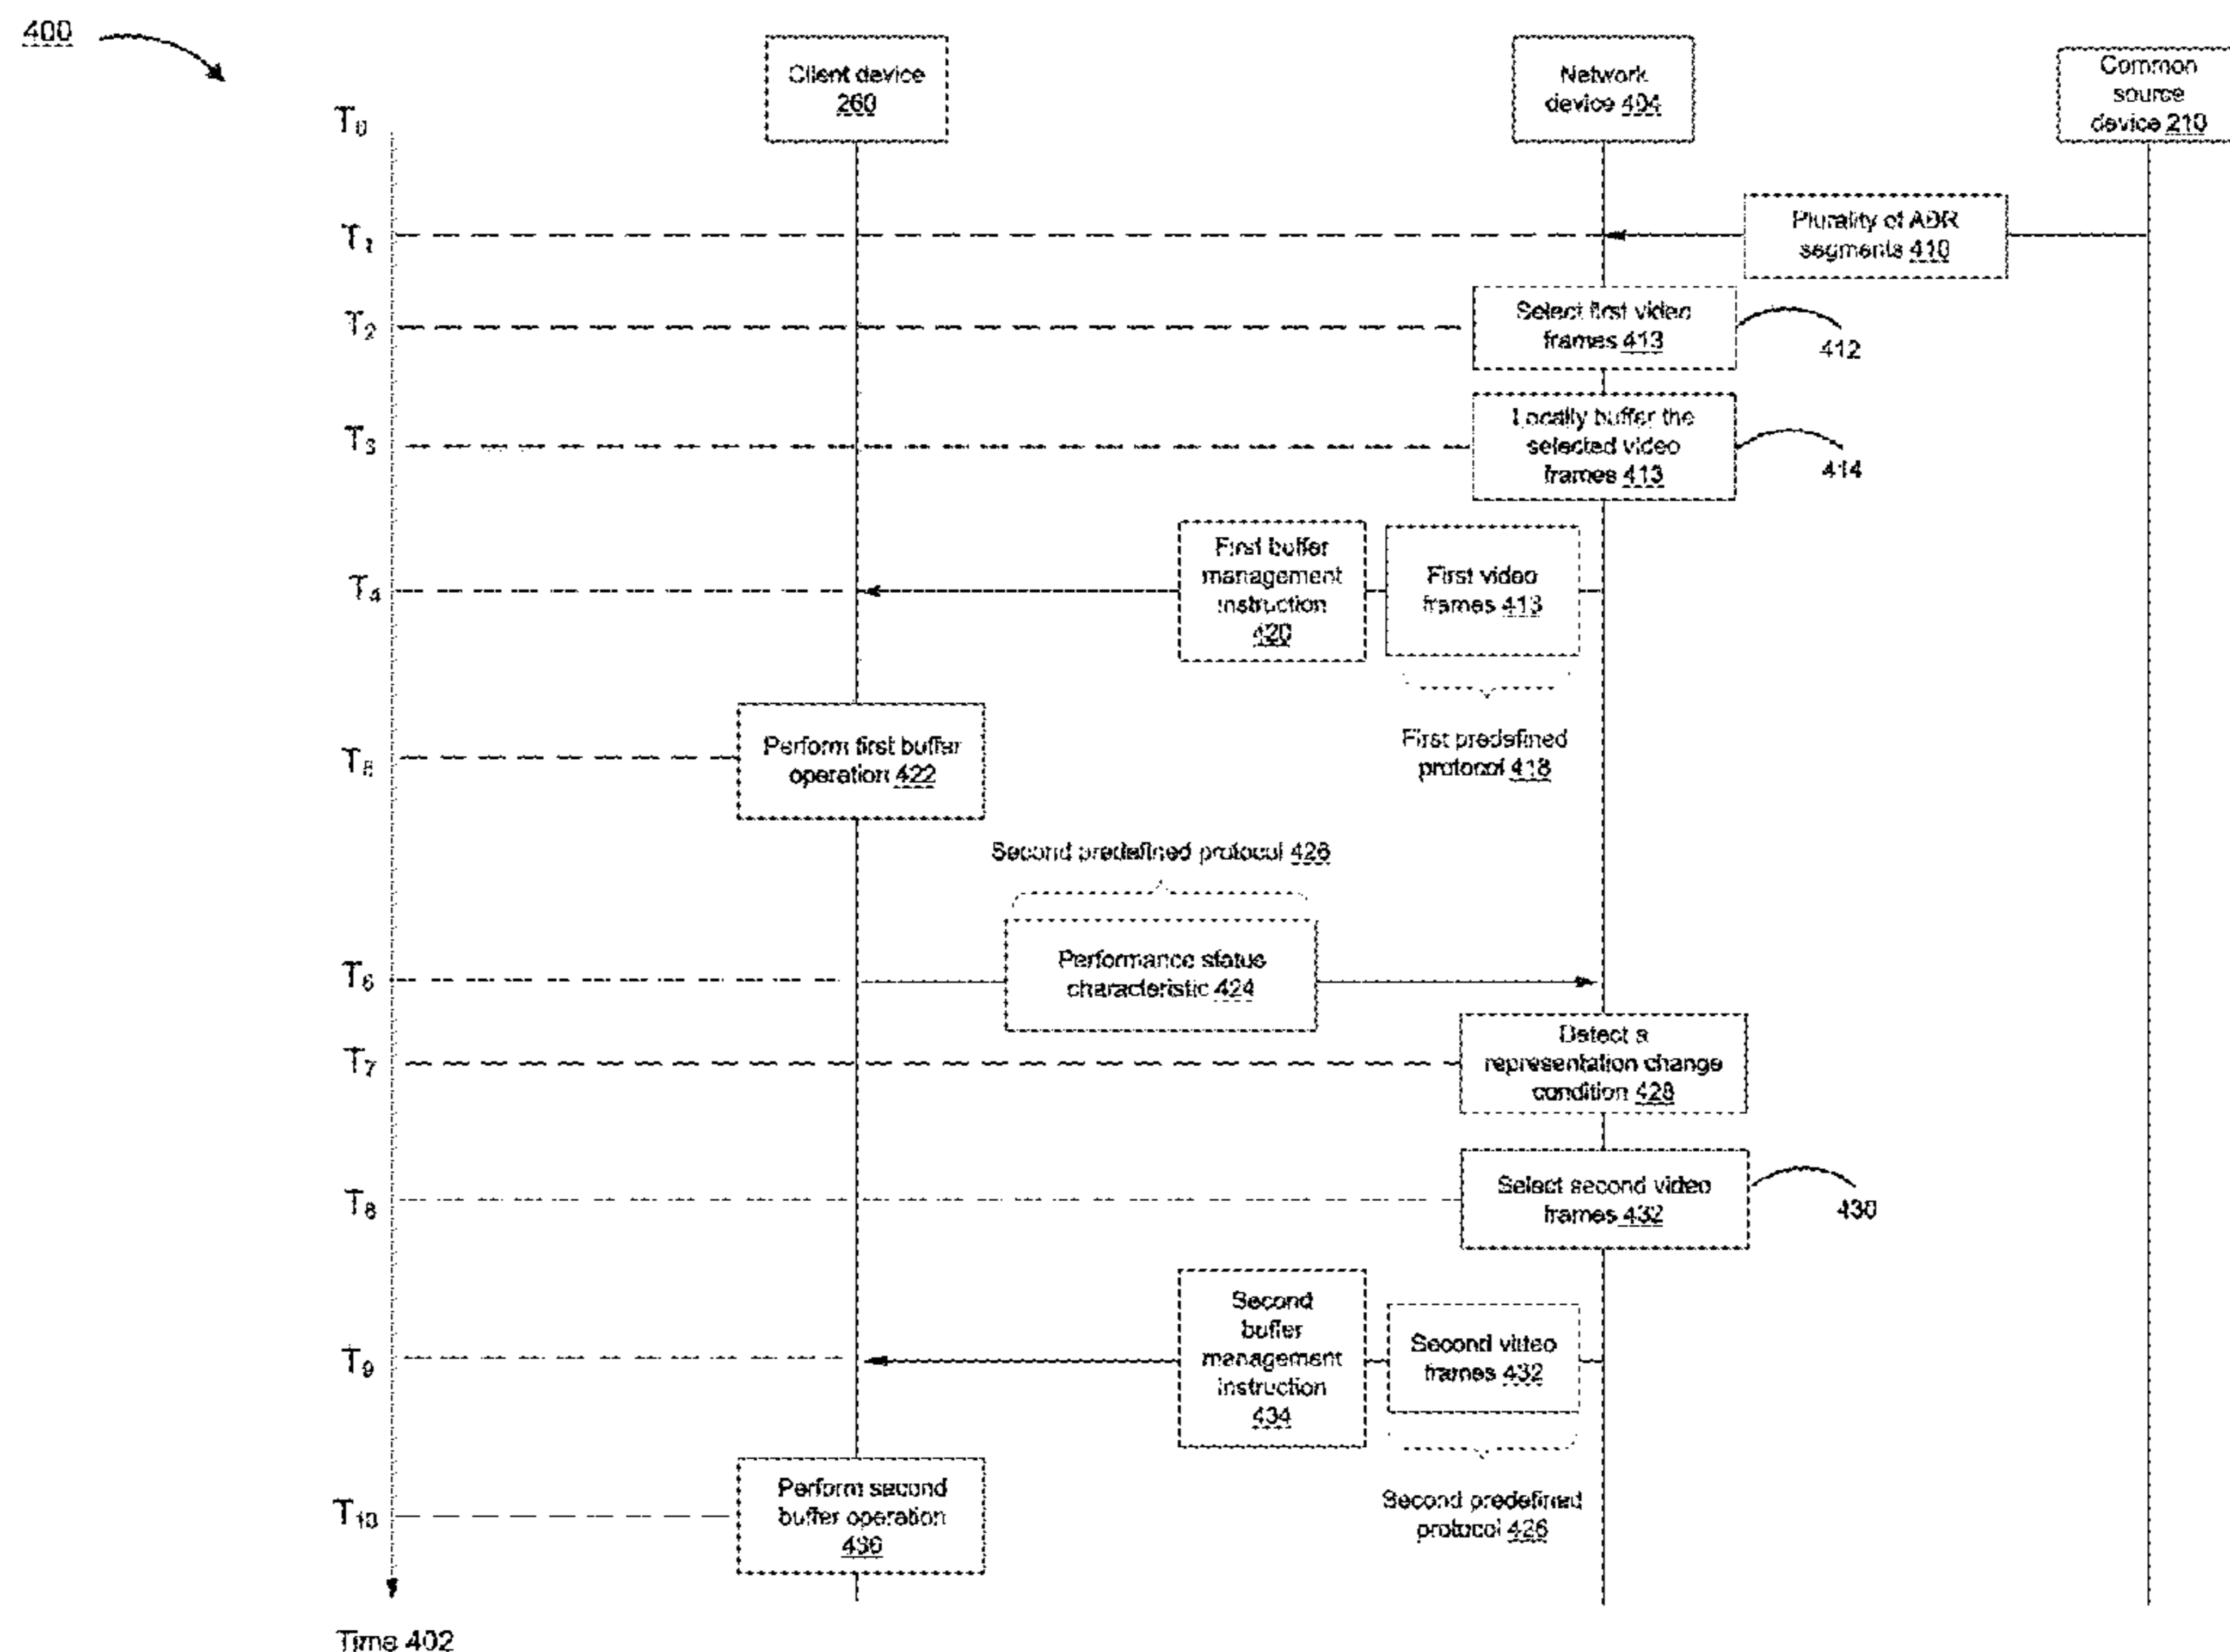 400
Client device
260
Network
device 404
Common
source
device 210
T0
T1
Plurality of ABR
segments 410
T2
Select first video
frames 413
412
T3
Locally buffer the
selected video
frames 413
414
T4
First buffer
management
instruction
420
First video
frames 413
First predefined
protocol 418
T5
Perform first buffer
operation 422
Second predefined protocol 426
T6
Performance status
characteristic 424
T7
Detect a
representation change
condition 428
T8
Select second video
frames 432
430
T9
Second
buffer
management
instruction
434
Second video
frames 432
Second predefined
protocol 426
T10
Perform second
buffer operation
436
Time 402